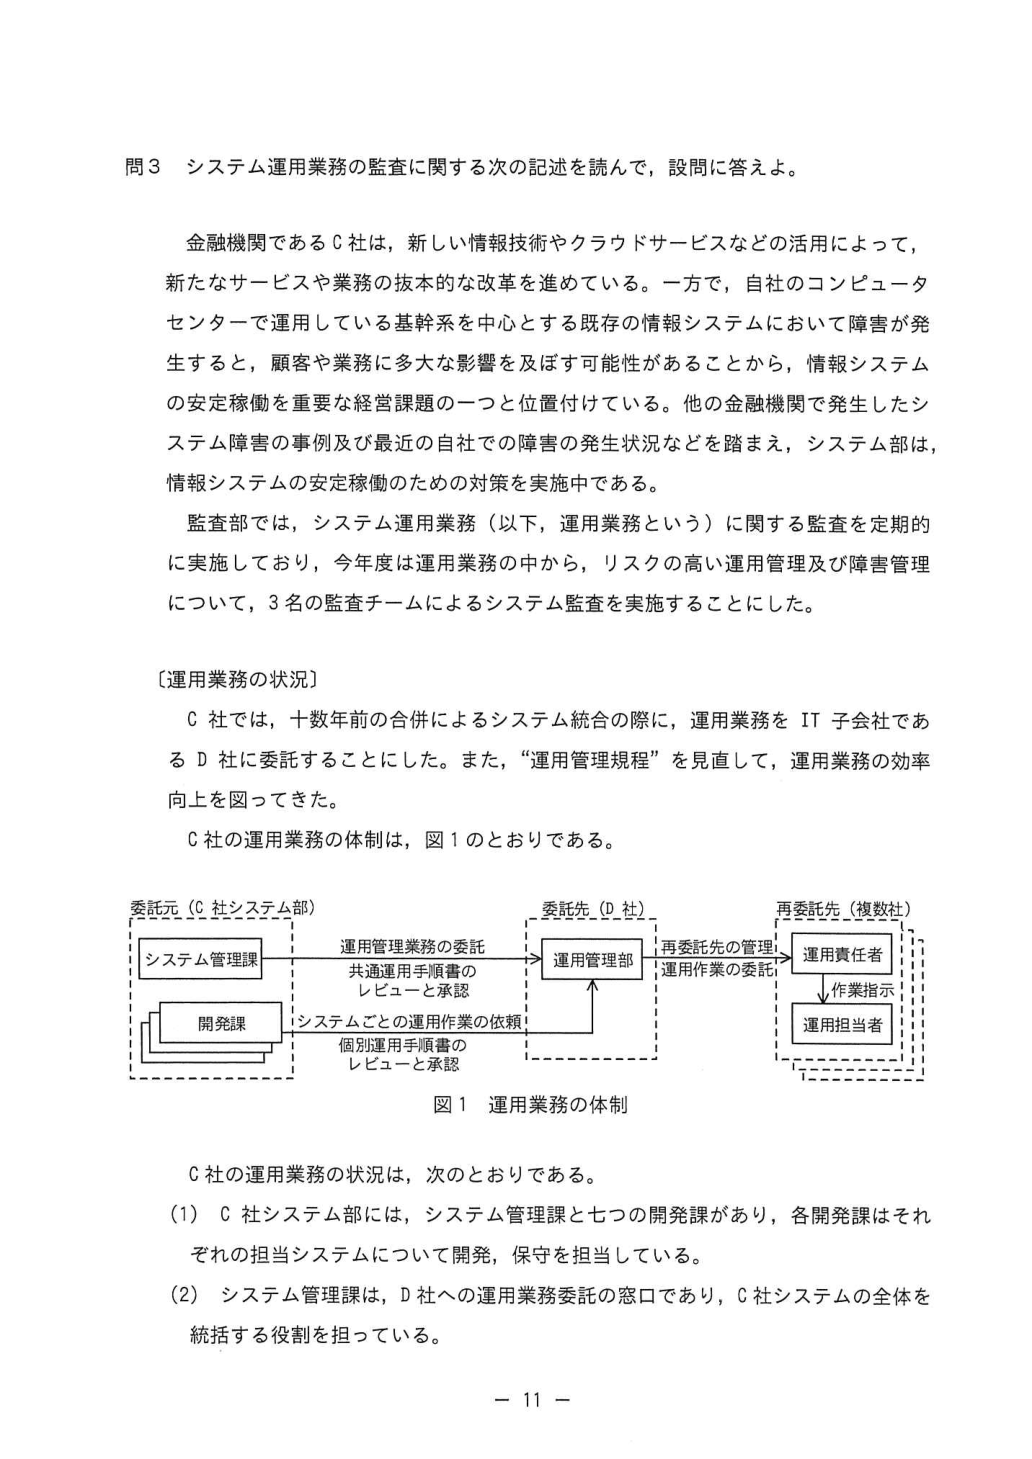 問3 システム運用業務の監査に関する次の記述を読んで，設問に答えよ。
金融機関であるC社は，新しい情報技術やクラウドサービスなどの活用によって，
新たなサービスや業務の抜本的な改革を進めている。一方で，自社のコンピュータ
センターで運用している基幹系を中心とする既存の情報システムにおいて障害が発
生すると，顧客や業務に多大な影響を及ぼす可能性があることから，情報システム
の安定稼働を重要な経営課題の一つと位置付けている。他の金融機関で発生したシ
ステム障害の事例及び最近の自社での障害の発生状況などを踏まえ，システム部は，
情報システムの安定稼働のための対策を実施中である。
監査部では，システム運用業務（以下，運用業務という）に関する監査を定期的
に実施しており，今年度は運用業務の中から，リスクの高い運用管理及び障害管理
について，3名の監査チームによるシステム監査を実施することにした。
〔運用業務の状況〕
C 社では，十数年前の合併によるシステム統合の際に，運用業務を IT 子会社であ
る D 社に委託することにした。また，“運用管理規程”を見直して，運用業務の効率
向上を図ってきた。
C社の運用業務の体制は，図1のとおりである。
委託元（C 社システム部）
システム管理課
開発課
運用管理業務の委託
共通運用手順書の
レビューと承認
システムごとの運用作業の依頼
個別運用手順書の
レビューと承認
委託先（D 社）
運用管理部
再委託先の管理
運用作業の委託
再委託先（複数社）
運用責任者
作業指示
運用担当者
図1 運用業務の体制
C社の運用業務の状況は，次のとおりである。
(1) C 社システム部には，システム管理課と七つの開発課があり，各開発課はそれ
ぞれの担当システムについて開発，保守を担当している。
(2) システム管理課は，D社への運用業務委託の窓口であり，C社システムの全体を
統括する役割を担っている。
－ 11 －